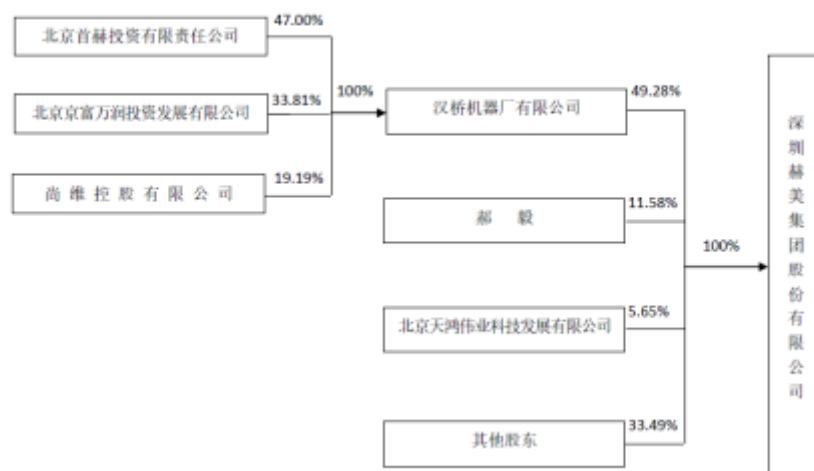 北京首赫投资有限责任公司
47.00%
北京京富万润投资发展有限公司
33.81%
尚维控股有限公司
19.19%
100%
汉桥机器厂有限公司
49.28%
郝 毅
11.58%
北京天鸿伟业科技发展有限公司
5.65%
其他股东
33.49%
100%
深圳赫美集团股份有限公司